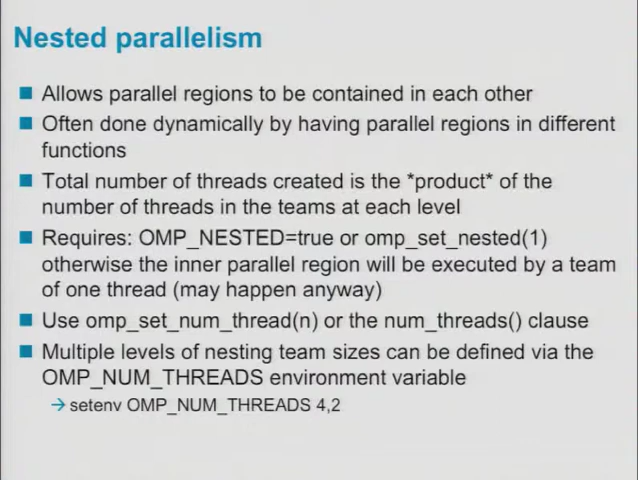 Nested parallelism
Allows parallel regions to be contained in each other
Often done dynamically by having parallel regions in different
functions
Total number of threads created is the *product* of the
number of threads in the teams at each level
Requires: OMP_NESTED=true or omp_set_nested(1)
otherwise the inner parallel region will be executed by a team
of one thread (may happen anyway)
Use omp_set_num_thread(n) or the num_threads() clause
Multiple levels of nesting team sizes can be defined via the
OMP_NUM_THREADS environment variable
→ setenv OMP_NUM_THREADS 4,2